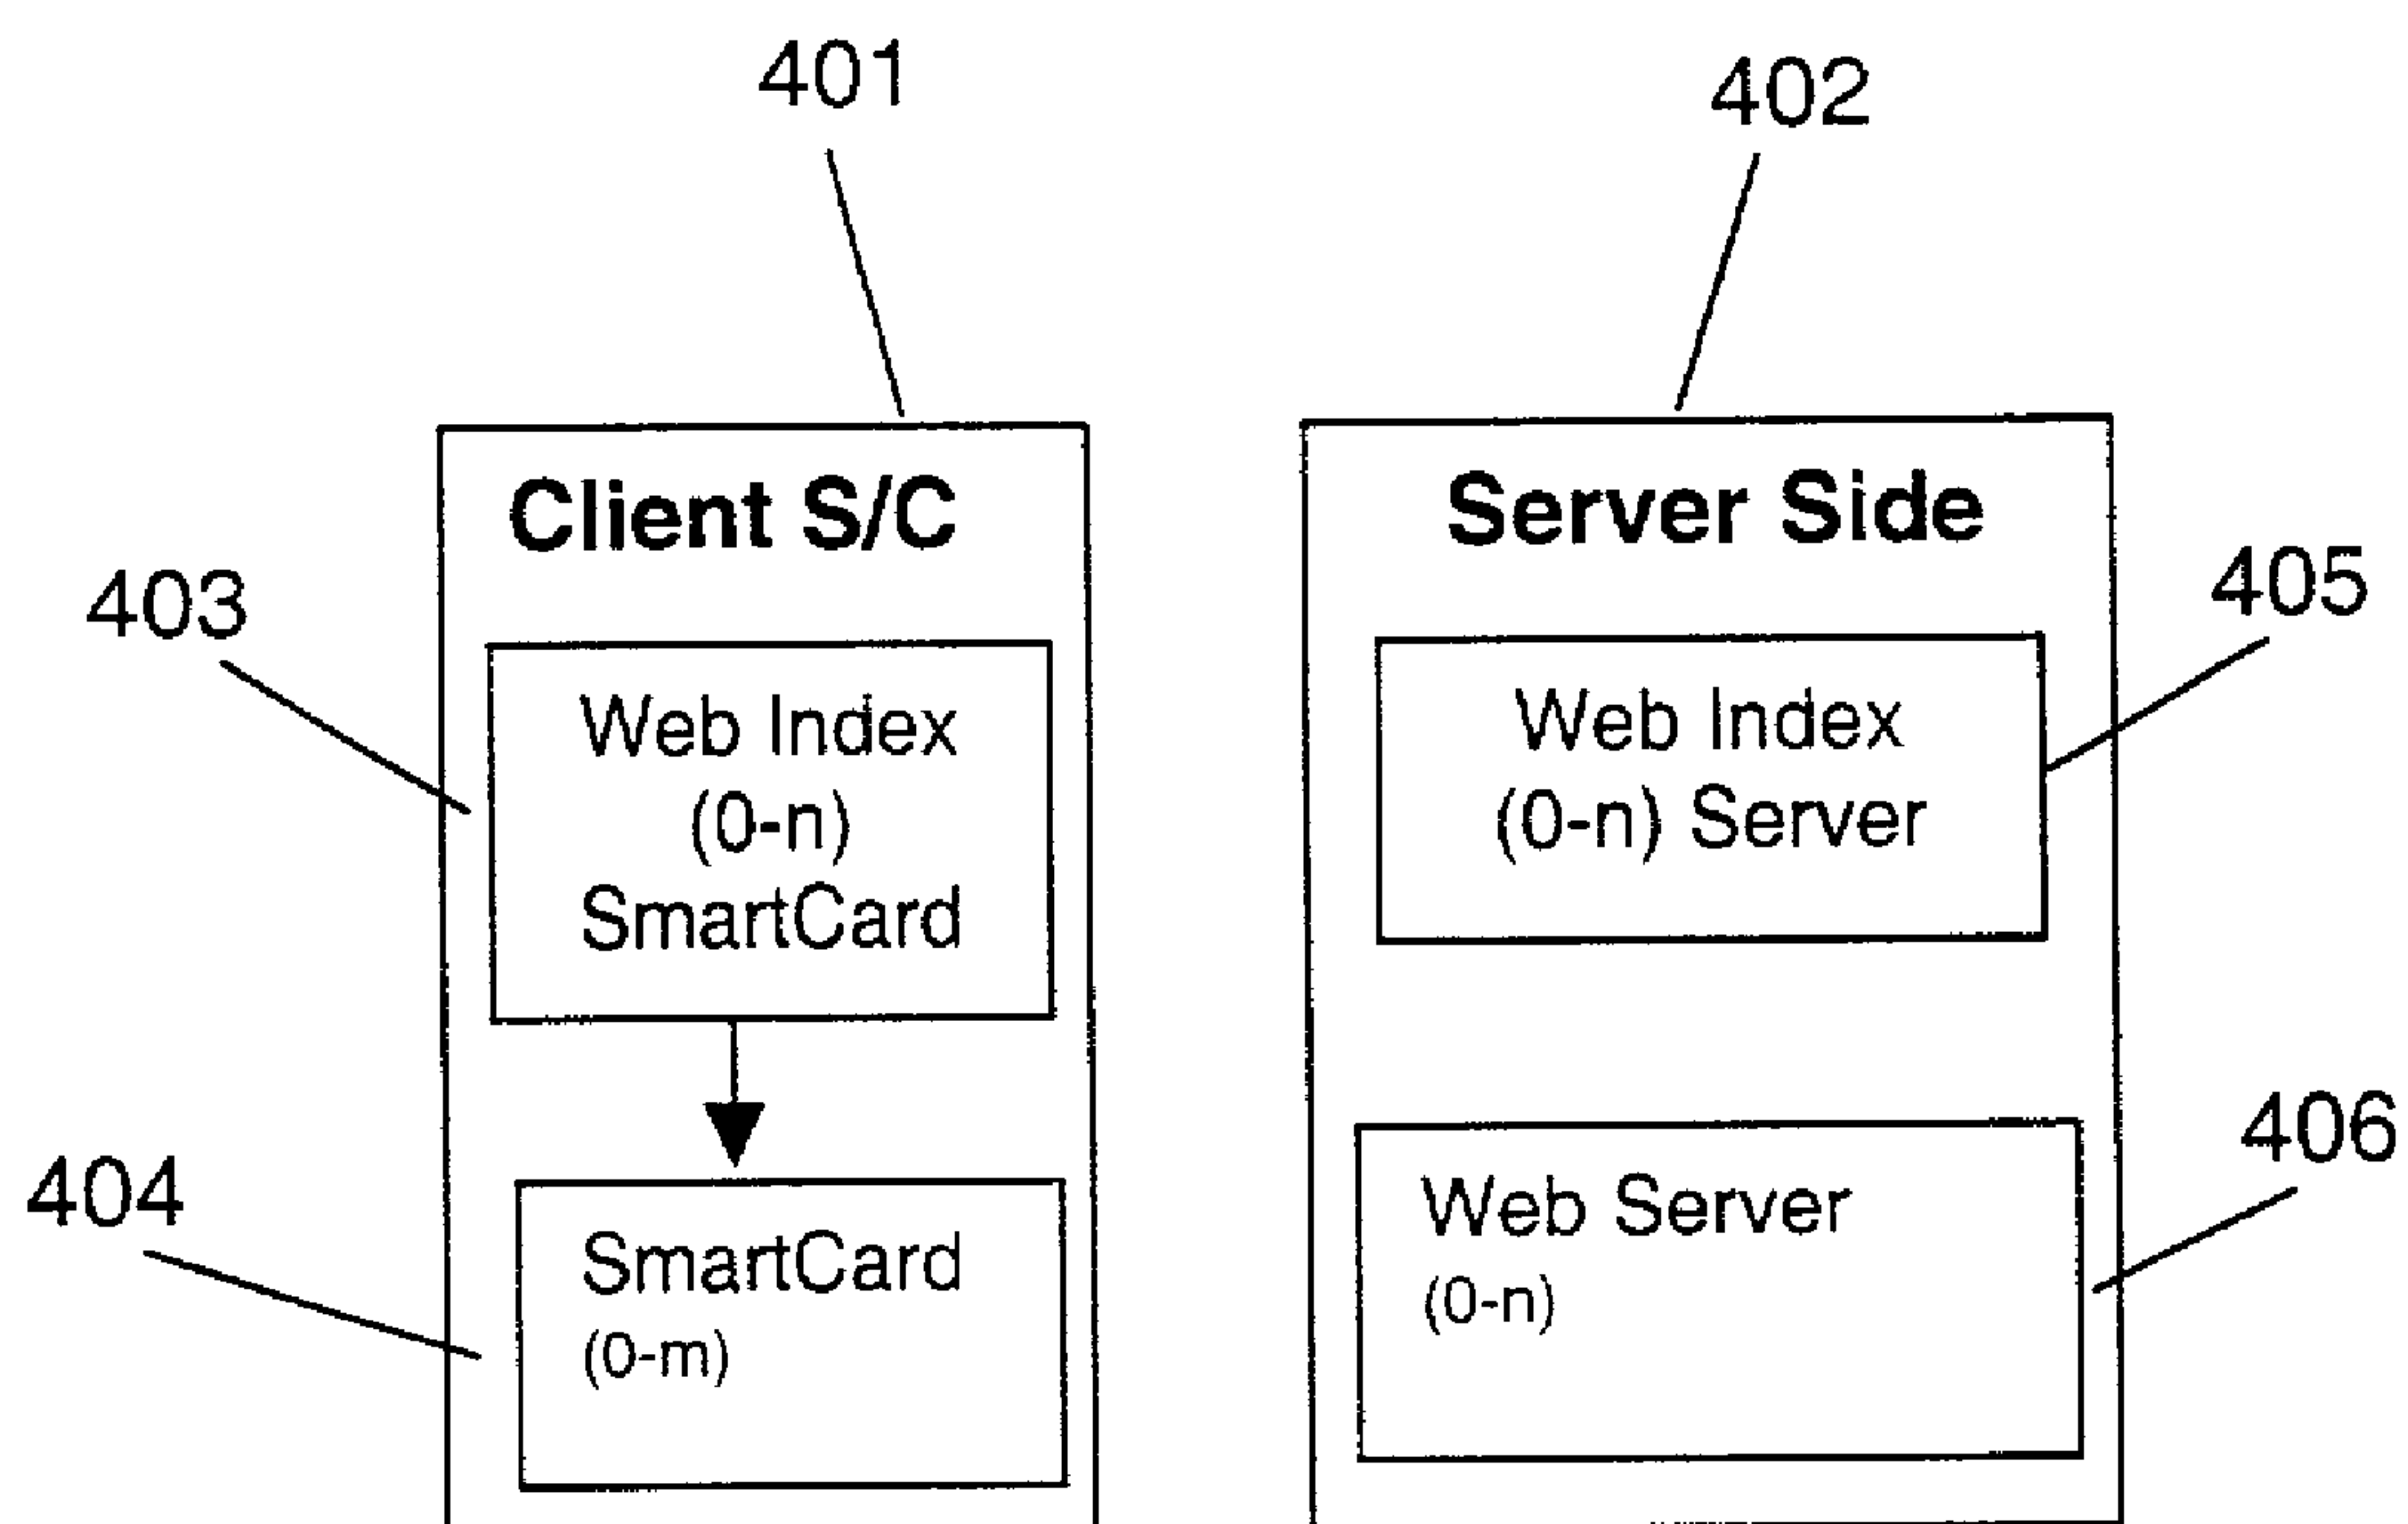 401
402
Client S/C
Server Side
403
405
Web Index
(0-n)
SmartCard
Web Index
(0-n) Server
404
406
SmartCard
(0-m)
Web Server
(0-n)